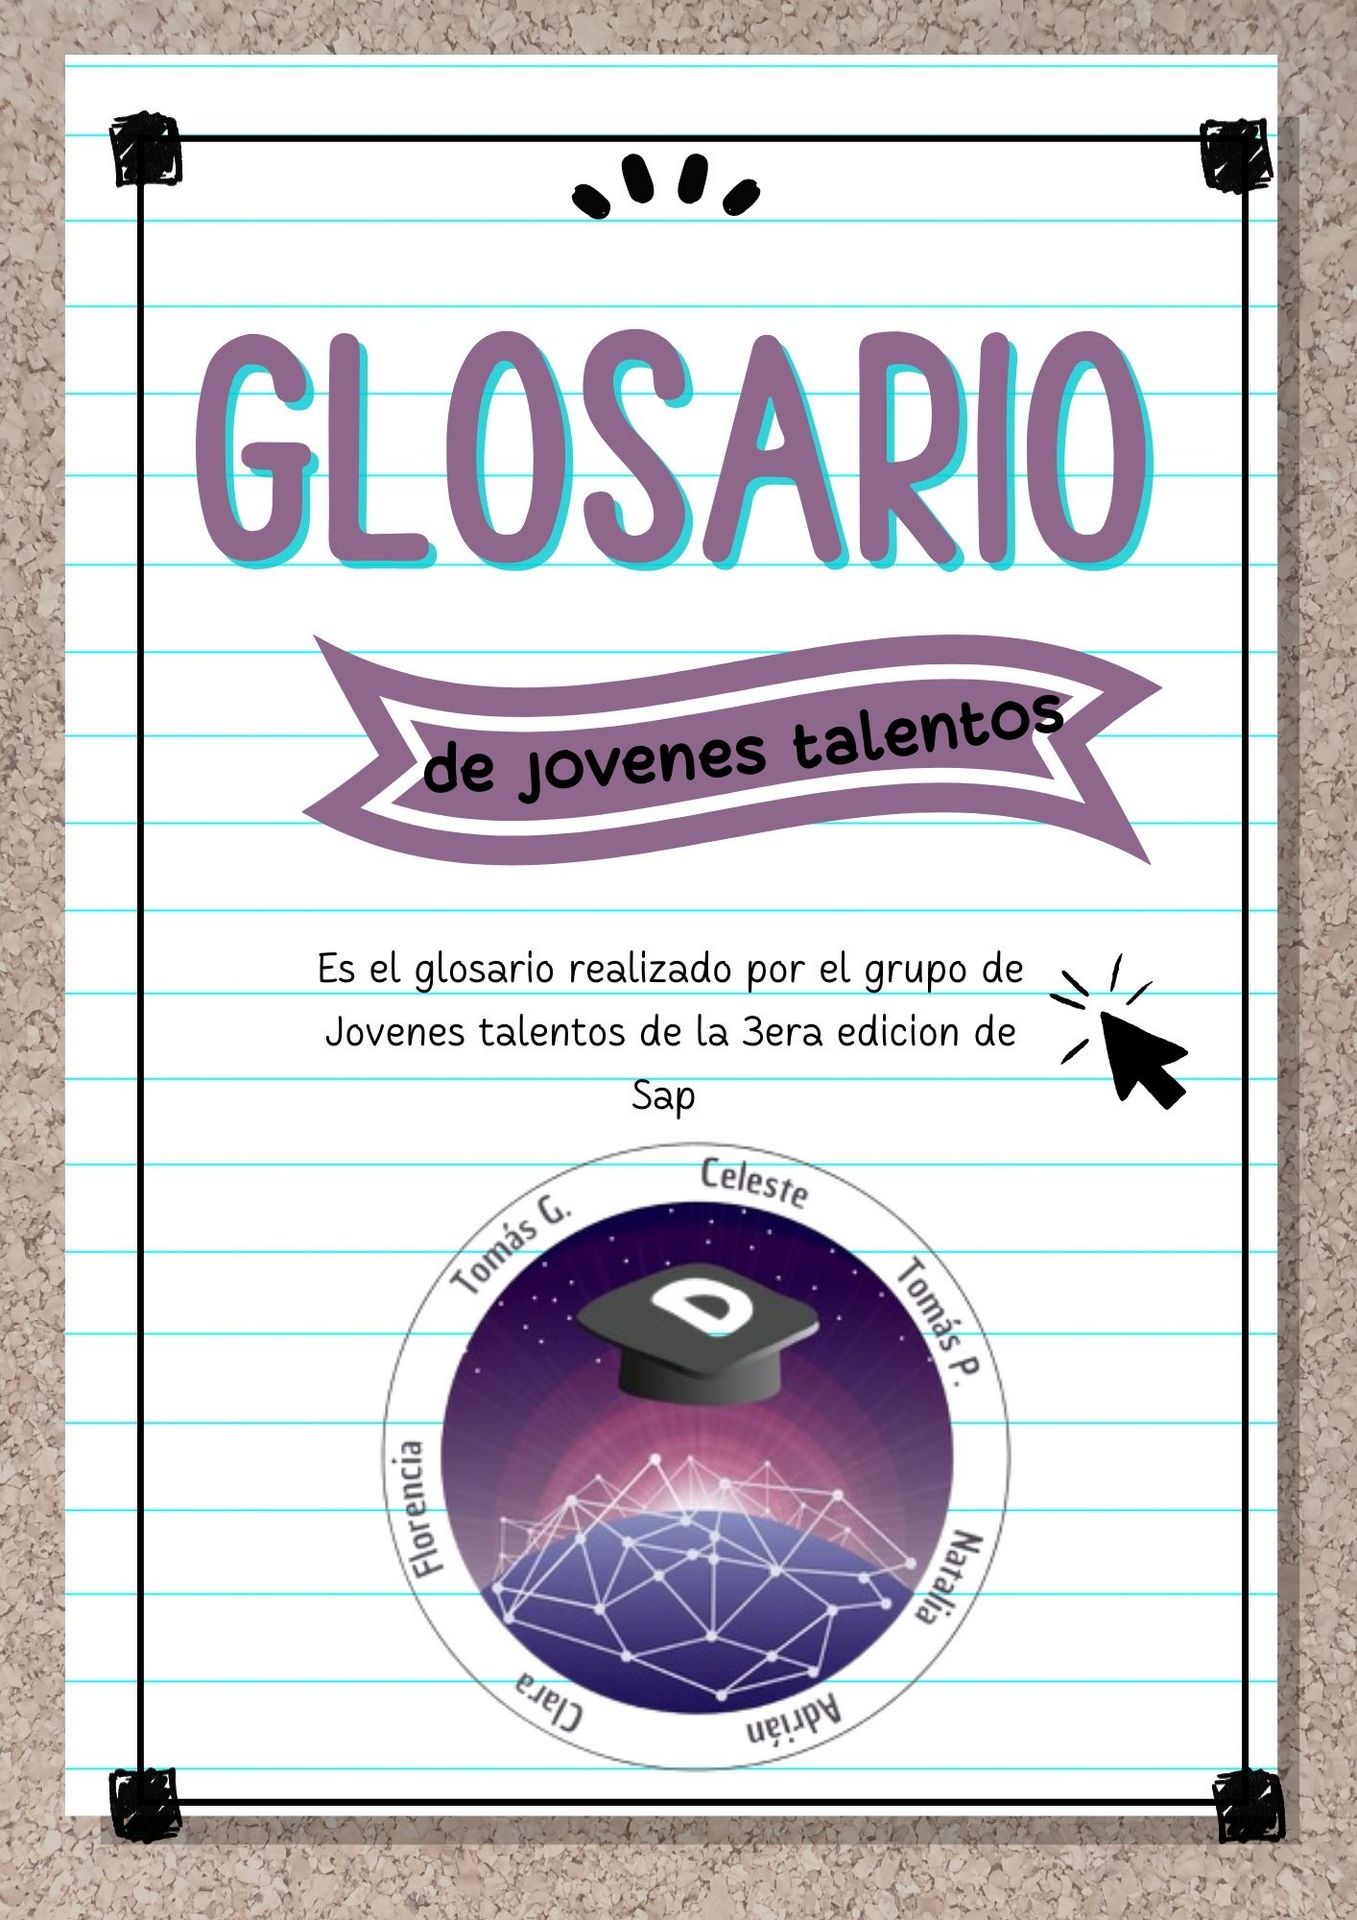 GLOSARIO
de jovenes talentos
Es el glosario realizado por el grupo de
Jovenes talentos de la 3era edicion de
Sap
Celeste
Tomás P.
Natalia
Adrián
Clara
Florencia
Tomás G.
D